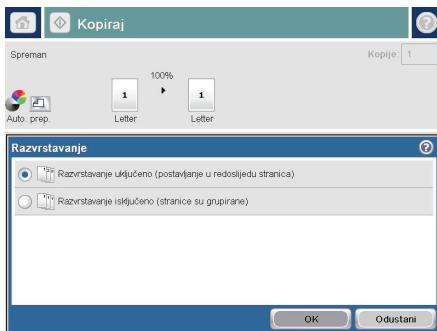 Kopiraj
Spreman
Kopije: 1
100%
1 1
Auto. prep. Letter Letter
Razvrstavanje
Razvrstavanje uključeno (postavljanje u redoslijedu stranica)
Razvrstavanje isključeno (stranice su grupirane)
OK Odustani